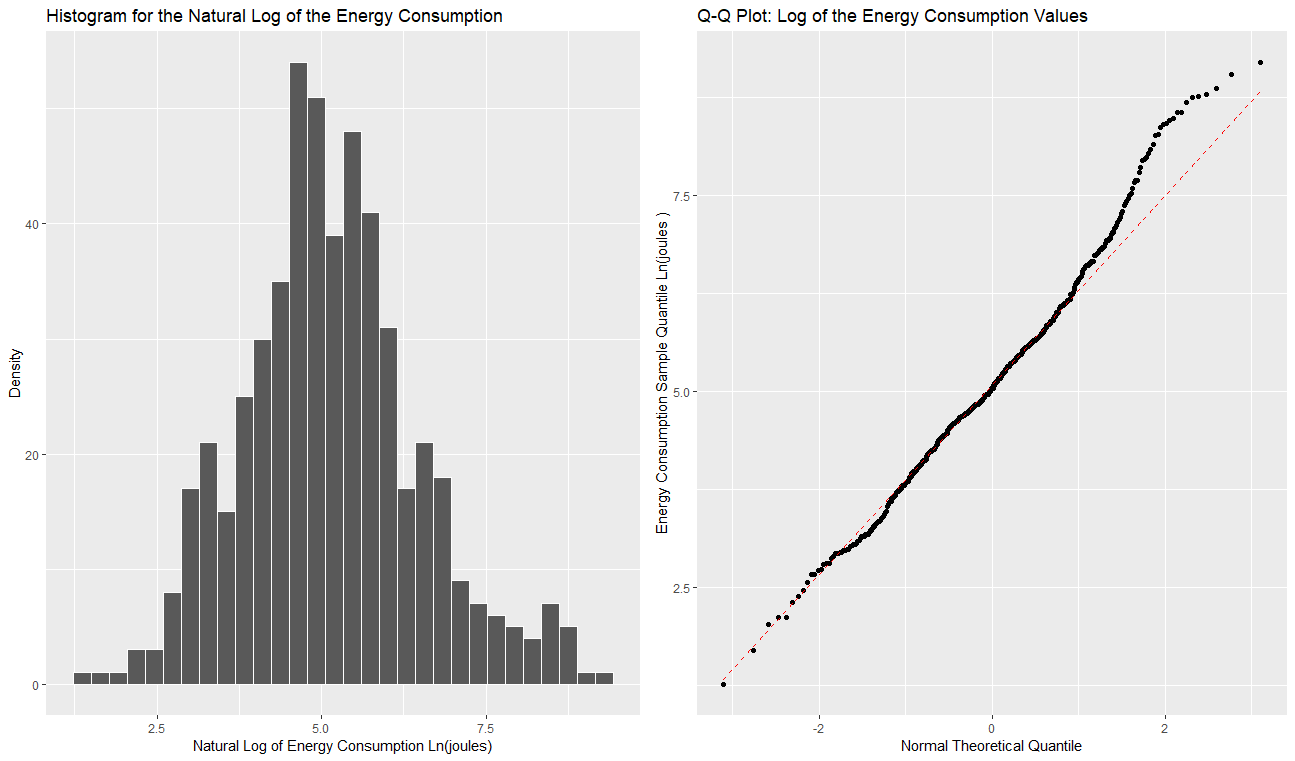 Histogram for the Natural Log of the Energy Consumption
Density
40
20
0
2.5
5.0
7.5
Natural Log of Energy Consumption Ln(joules)
Q-Q Plot: Log of the Energy Consumption Values
Energy Consumption Sample Quantile Ln(joules )
7.5
5.0
2.5
-2
0
2
Normal Theoretical Quantile